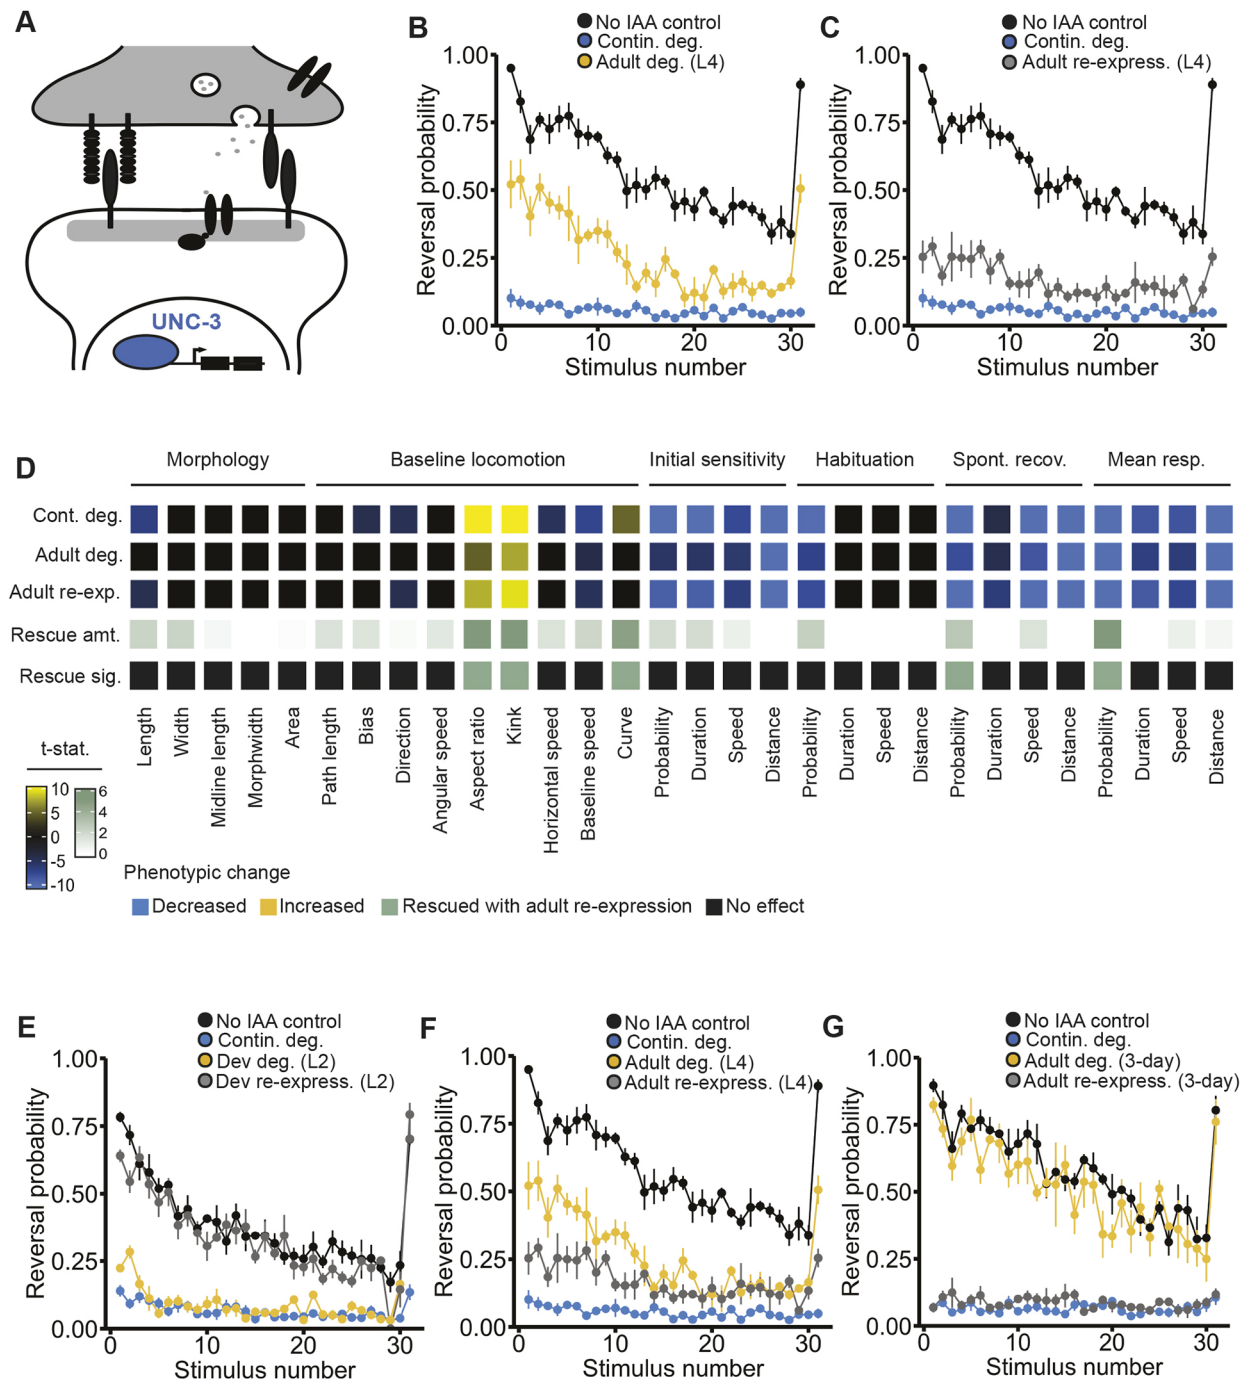 A
UNC-3
B
No IAA control
Contin. deg.
Adult deg. (L4)
Reversal probability
1.00
0.75
0.50
0.25
0.00
0
10
20
30
Stimulus number
C
No IAA control
Contin. deg.
Adult re-express. (L4)
Reversal probability
1.00
0.75
0.50
0.25
0.00
0
10
20
30
Stimulus number
D
Morphology
Baseline locomotion
Initial sensitivity
Habituation
Spont. recov.
Mean resp.
Cont. deg.
Adult deg.
Adult re-exp.
Rescue amt.
Rescue sig.
Length
Width
Midline length
Morphwidth
Area
Path length
Bias
Direction
Angular speed
Aspect ratio
Kink
Horizontal speed
Baseline speed
Curve
Probability
Duration
Speed
Distance
Probability
Duration
Speed
Distance
Probability
Duration
Speed
Distance
Probability
Duration
Speed
Distance
t-stat.
10
5
0
-5
-10
6
4
2
0
Phenotypic change
Decreased
Increased
Rescued with adult re-expression
No effect
E
No IAA control
Contin. deg.
Dev deg. (L2)
Dev re-express. (L2)
Reversal probability
1.00
0.75
0.50
0.25
0.00
0
10
20
30
Stimulus number
F
No IAA control
Contin. deg.
Adult deg. (L4)
Adult re-express. (L4)
Reversal probability
1.00
0.75
0.50
0.25
0.00
0
10
20
30
Stimulus number
G
No IAA control
Contin. deg.
Adult deg. (3-day)
Adult re-express. (3-day)
Reversal probability
1.00
0.75
0.50
0.25
0.00
0
10
20
30
Stimulus number